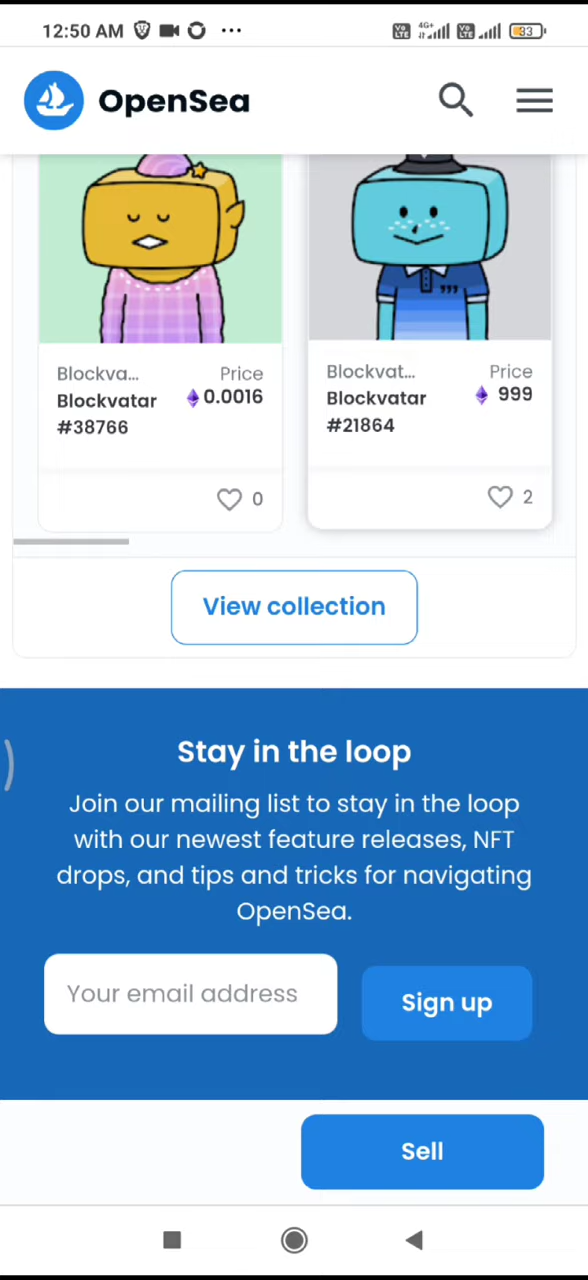 12:50 AM ... 4G+ 33
OpenSea
Blockva... Price
Blockvatar 0.0016
#38766
0
Blockvat... Price
Blockvatar 999
#21864
2
View collection
Stay in the loop
Join our mailing list to stay in the loop
with our newest feature releases, NFT
drops, and tips and tricks for navigating
OpenSea.
Your email address
Sign up
Sell